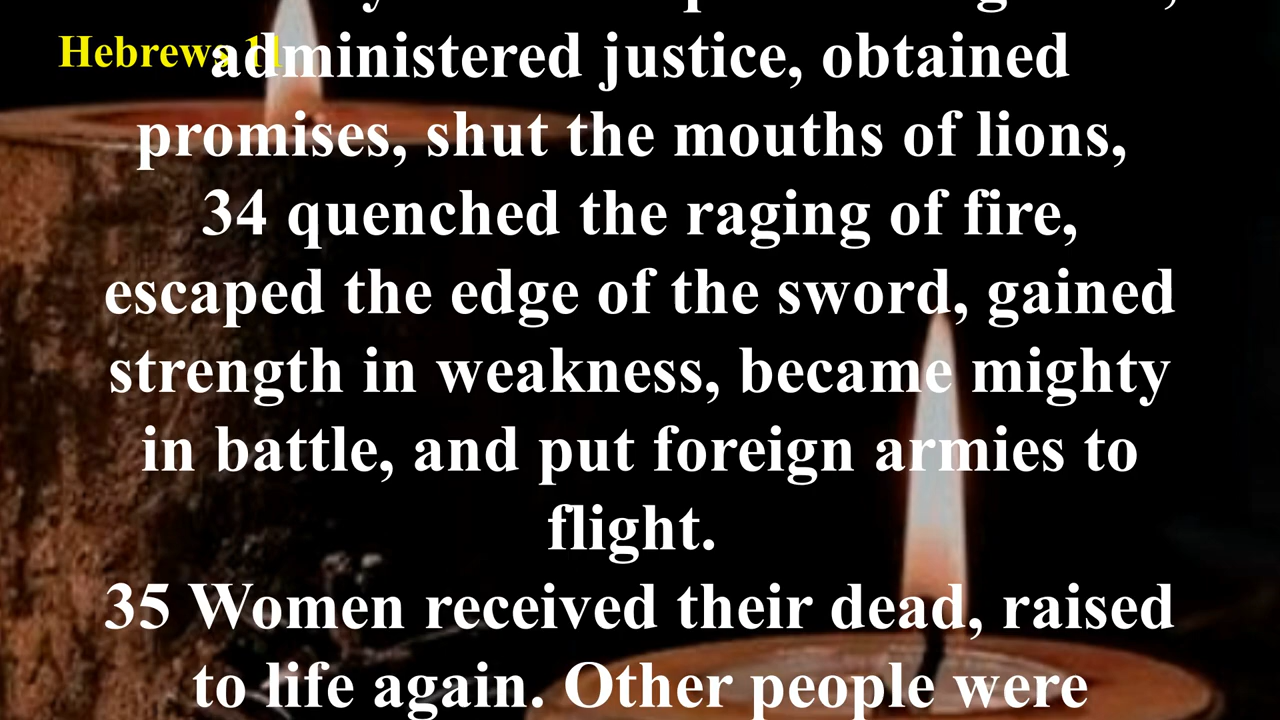 Hebrews 11
administered justice, obtained
promises, shut the mouths of lions,
34 quenched the raging of fire,
escaped the edge of the sword, gained
strength in weakness, became mighty
in battle, and put foreign armies to
flight.
35 Women received their dead, raised
to life again. Other people were